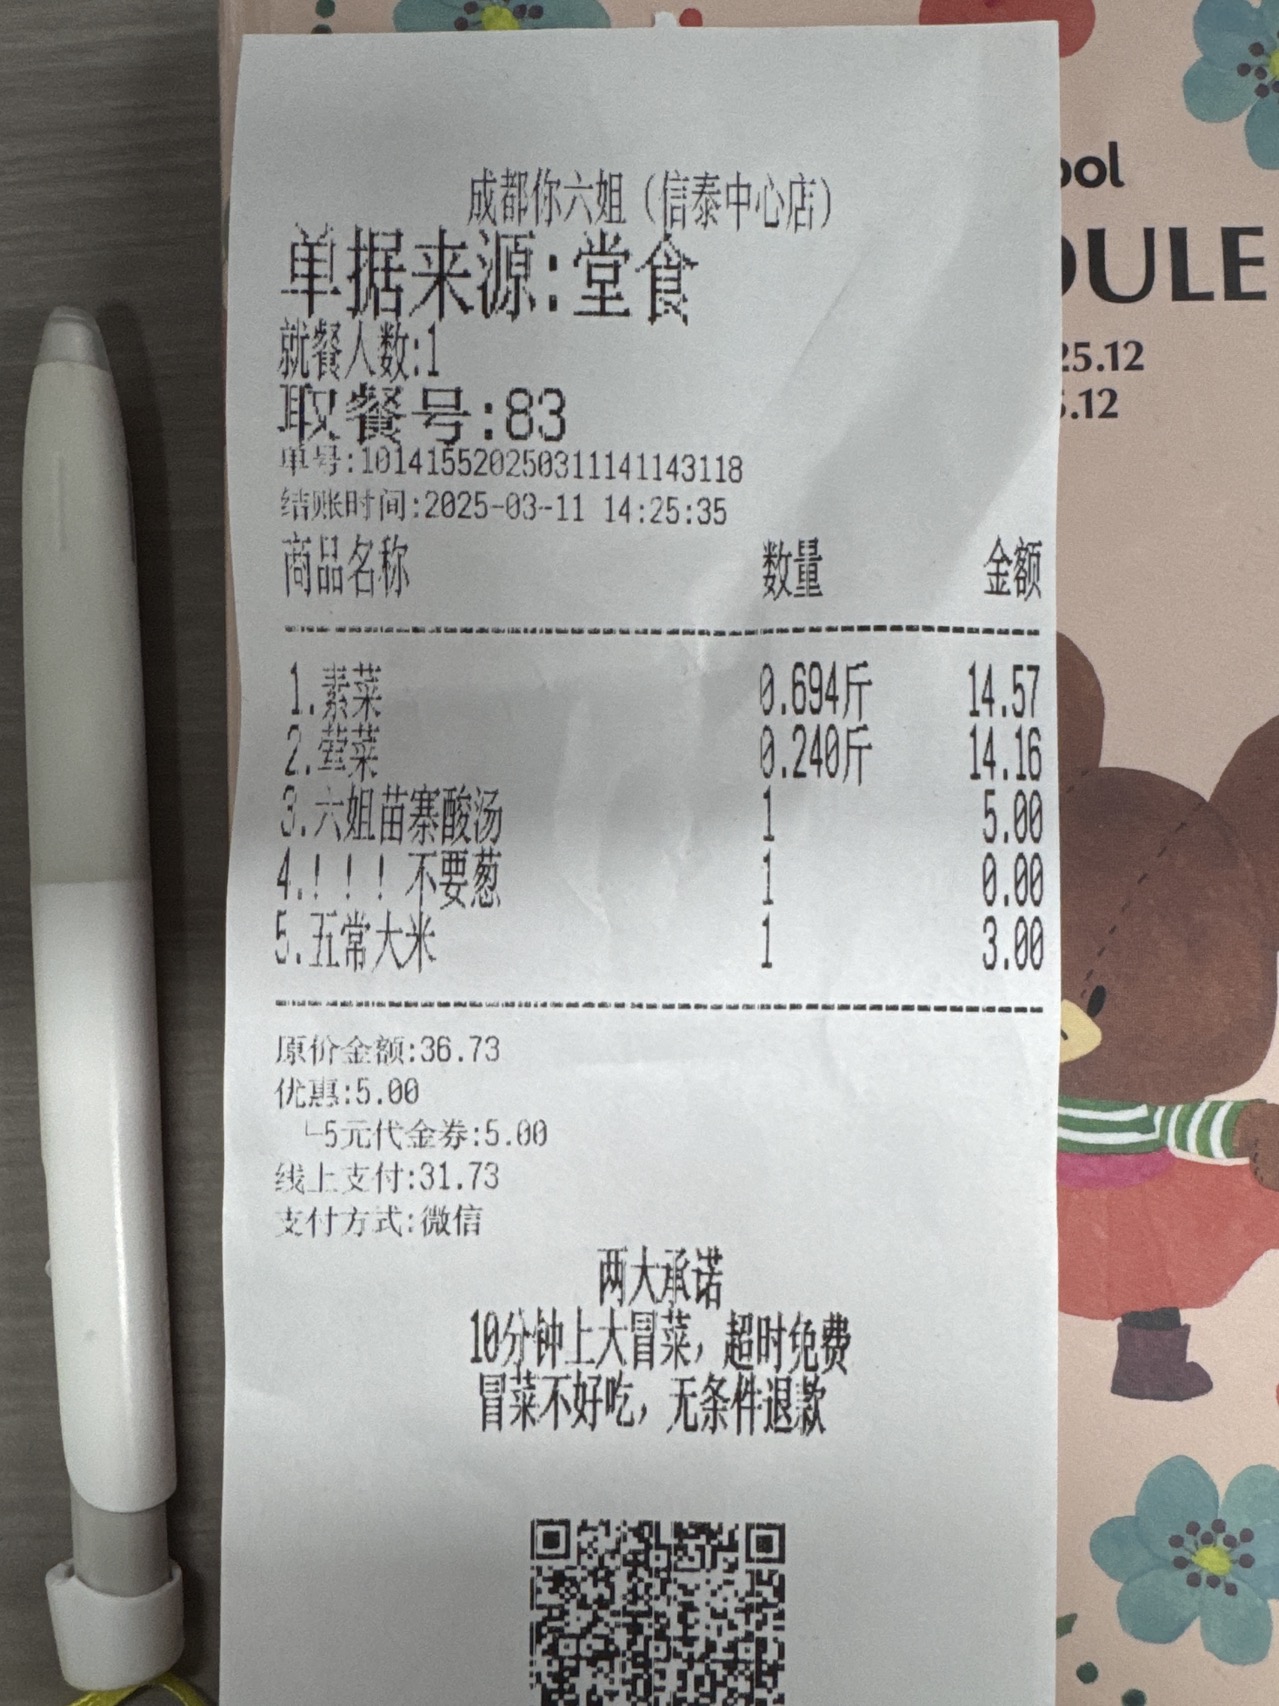 成都你六姐（信泰中心店）
单据来源:堂食
就餐人数:1
取餐号:83
单号:101415520250311141143118
结账时间:2025-03-11 14:25:35
商品名称 数量 金额
1.素菜 0.694斤 14.57
2.荤菜 0.240斤 14.16
3.六姐苗寨酸汤 1 5.00
4.！！！不要葱 1 0.00
5.五常大米 1 3.00
原价金额:36.73
优惠:5.00
└5元代金券:5.00
线上支付:31.73
支付方式:微信
两大承诺
10分钟上大冒菜，超时免费
冒菜不好吃，无条件退款
ool
DULE
25.12
.12